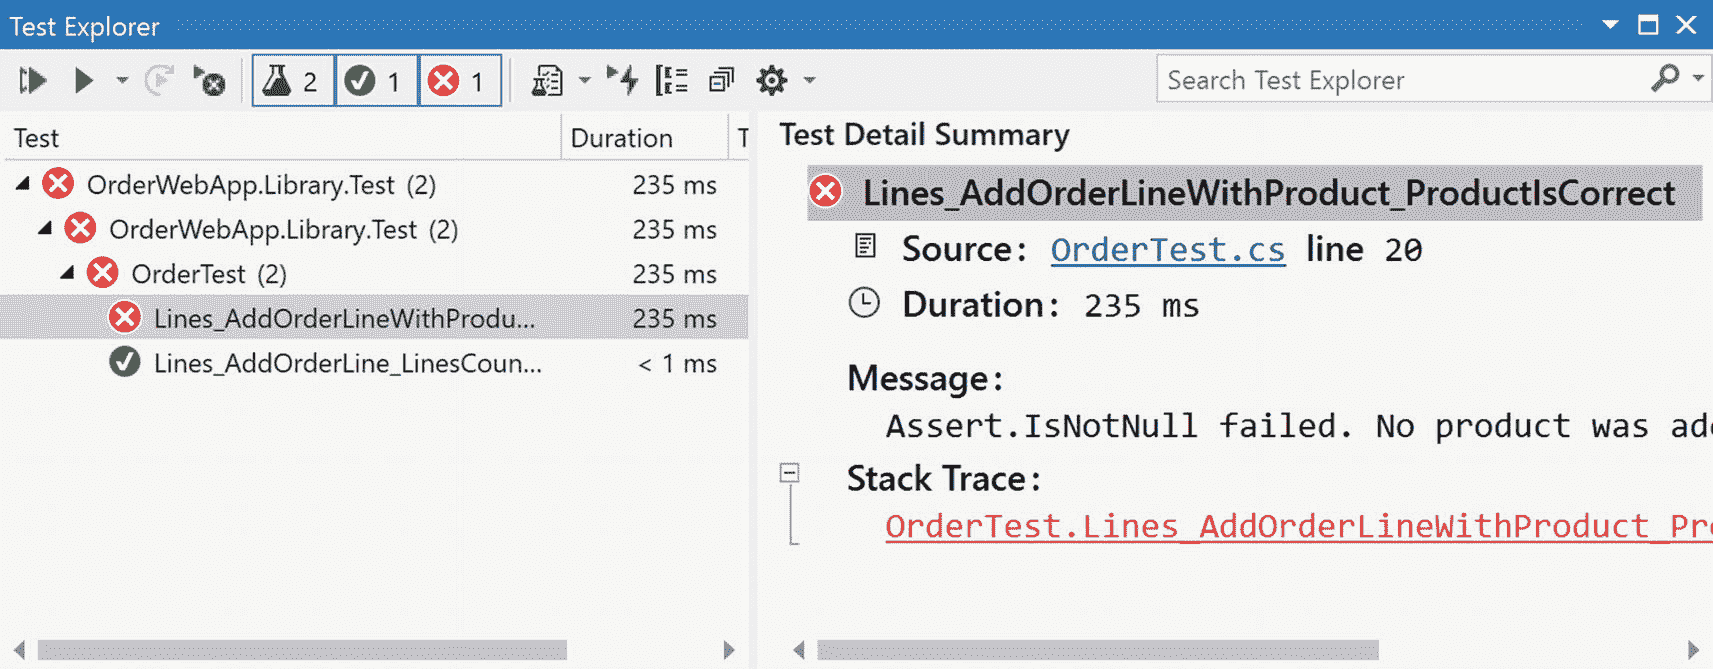 Test Explorer
2 1 1
Search Test Explorer
Test Duration T
OrderWebApp.Library.Test (2) 235 ms
OrderWebApp.Library.Test (2) 235 ms
OrderTest (2) 235 ms
Lines_AddOrderLineWithProdu... 235 ms
Lines_AddOrderLine_LinesCoun... < 1 ms
Test Detail Summary
Lines_AddOrderLineWithProduct_ProductIsCorrect
Source: OrderTest.cs line 20
Duration: 235 ms
Message:
Assert.IsNotNull failed. No product was ad
Stack Trace:
OrderTest.Lines_AddOrderLineWithProduct_Pr